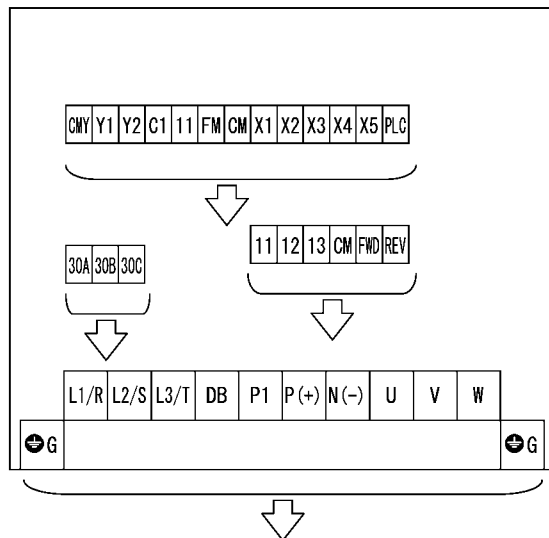 CMY Y1 Y2 C1 11 FM CM X1 X2 X3 X4 X5 PLC
11 12 13 CM FWD REV
30A 30B 30C
L1/R L2/S L3/T DB P1 P(+) N(-) U V W
G G